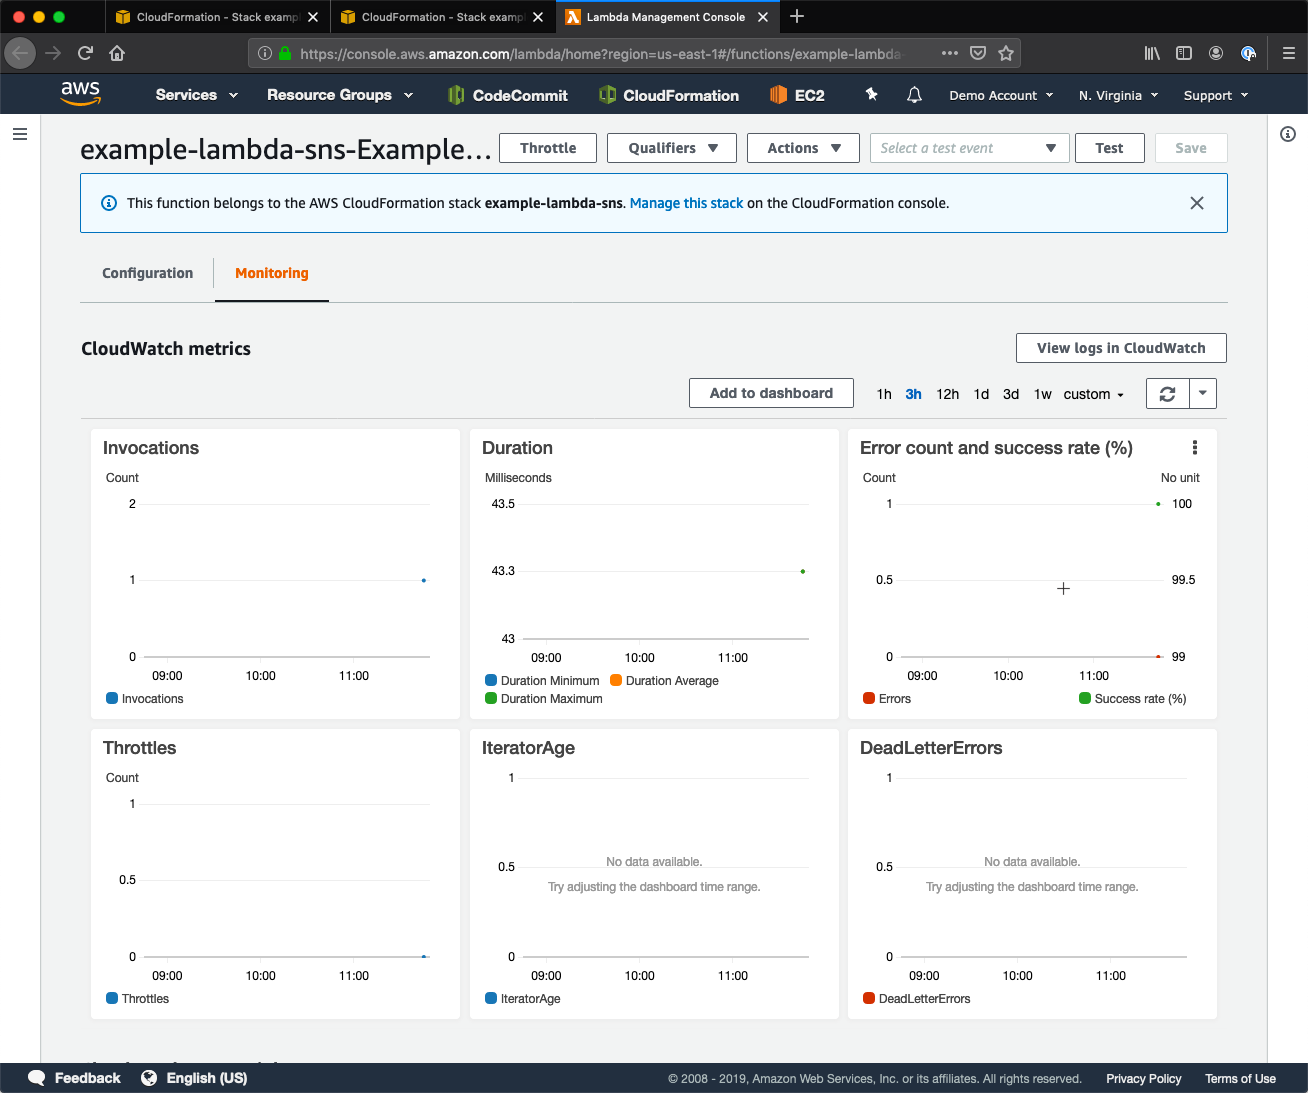 CloudFormation - Stack exampl
CloudFormation - Stack exampl
Lambda Management Console
https://console.aws.amazon.com/lambda/home?region=us-east-1#/functions/example-lambda-
aws
Services
Resource Groups
CodeCommit
CloudFormation
EC2
Demo Account
N. Virginia
Support
example-lambda-sns-Example...
Throttle
Qualifiers
Actions
Select a test event
Test
Save
This function belongs to the AWS CloudFormation stack example-lambda-sns. Manage this stack on the CloudFormation console.
Configuration
Monitoring
CloudWatch metrics
View logs in CloudWatch
Add to dashboard
1h 3h 12h 1d 3d 1w custom
Invocations
Count
2
1
0
09:00 10:00 11:00
Invocations
Duration
Milliseconds
43.5
43.3
43
09:00 10:00 11:00
Duration Minimum Duration Average
Duration Maximum
Error count and success rate (%)
Count No unit
1 100
0.5 99.5
0 99
09:00 10:00 11:00
Errors Success rate (%)
Throttles
Count
1
0.5
0
09:00 10:00 11:00
Throttles
IteratorAge
1
No data available.
0.5
Try adjusting the dashboard time range.
0
09:00 10:00 11:00
IteratorAge
DeadLetterErrors
1
No data available.
0.5
Try adjusting the dashboard time range.
0
09:00 10:00 11:00
DeadLetterErrors
Feedback
English (US)
© 2008 - 2019, Amazon Web Services, Inc. or its affiliates. All rights reserved.
Privacy Policy
Terms of Use